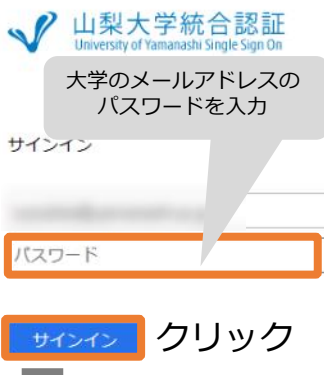 山梨大学統合認証
University of Yamanashi Single Sign On
大学のメールアドレスの
パスワードを入力
サインイン
パスワード
サインイン クリック